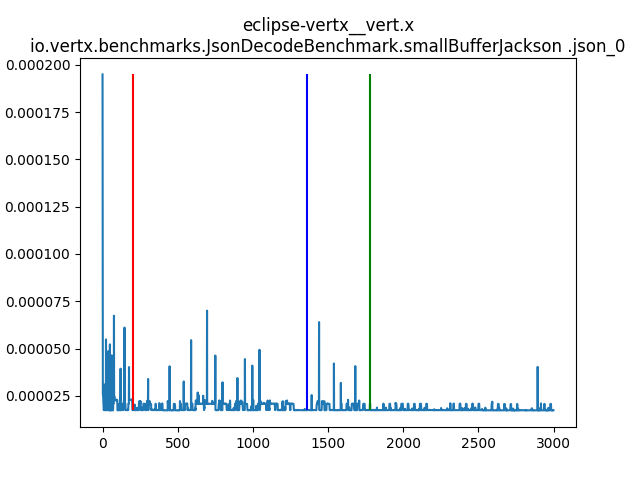 eclipse-vertx__vert.x
io.vertx.benchmarks.JsonDecodeBenchmark.smallBufferJackson .json_0
0.000200
0.000175
0.000150
0.000125
0.000100
0.000075
0.000050
0.000025
0 500 1000 1500 2000 2500 3000